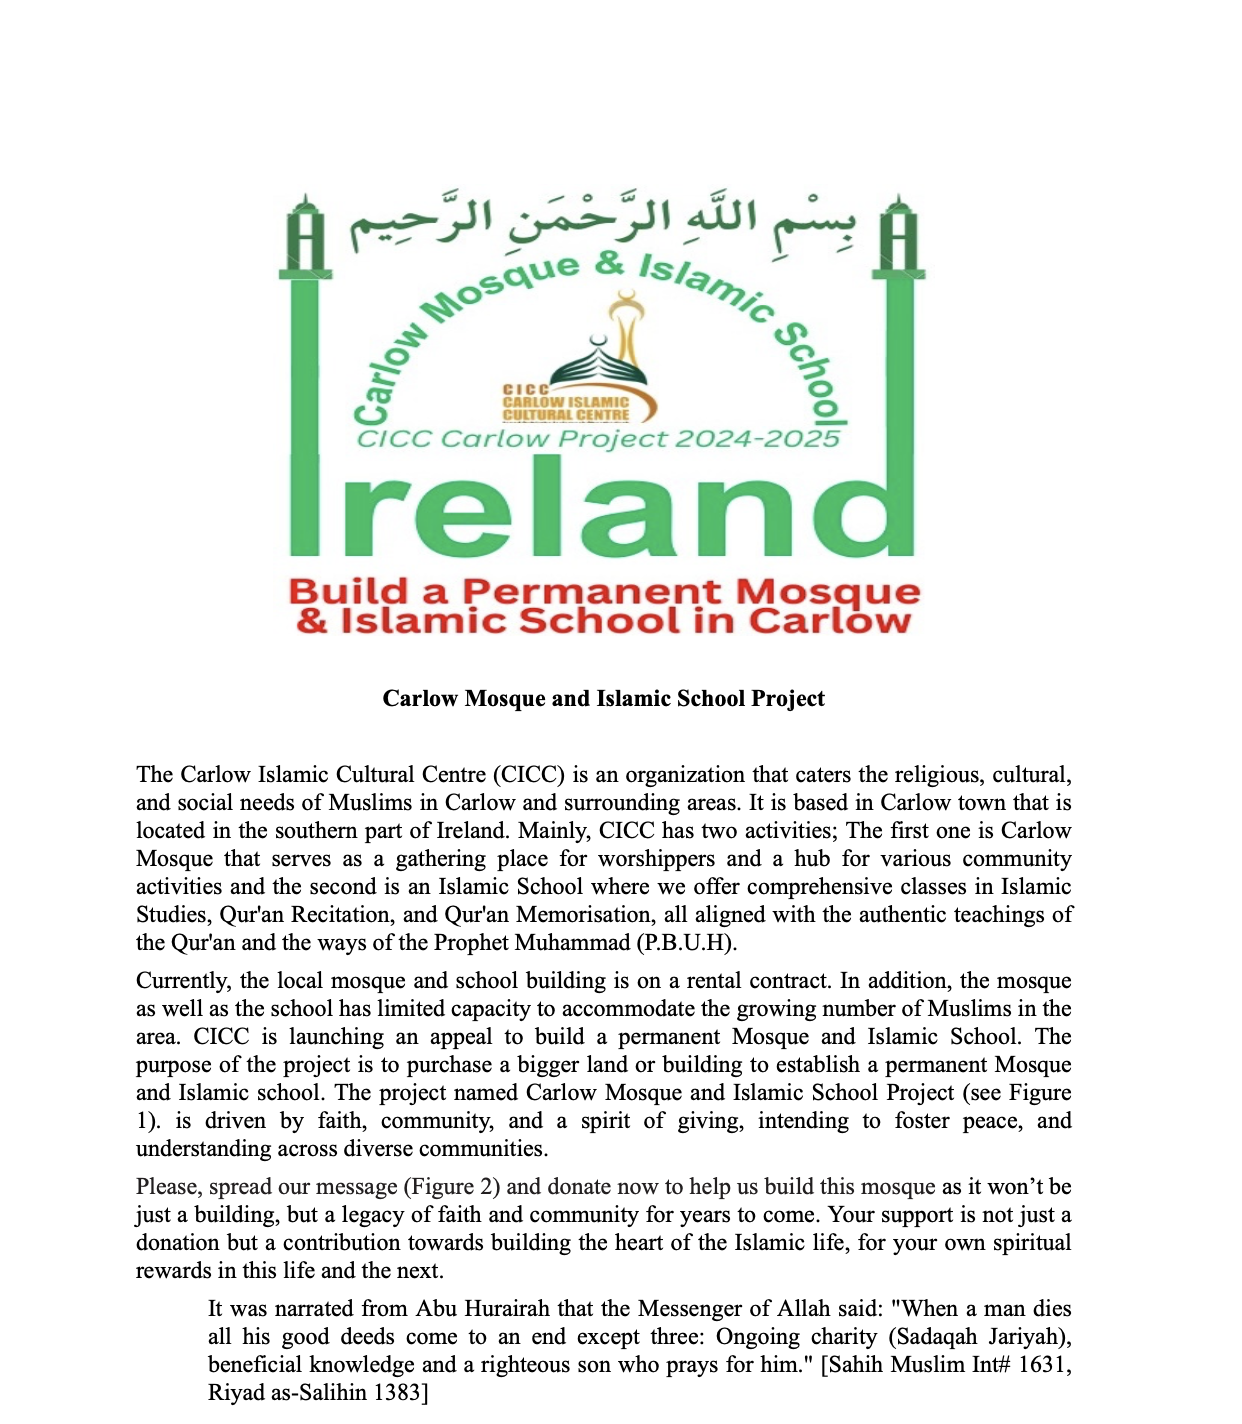 بِسْمِ اللَّهِ الرَّحْمَنِ الرَّحِيم
Carlow Mosque & Islamic School
CICC
CARLOW ISLAMIC
CULTURAL CENTRE
CICC Carlow Project 2024-2025
Ireland
Build a Permanent Mosque
& Islamic School in Carlow
Carlow Mosque and Islamic School Project
The Carlow Islamic Cultural Centre (CICC) is an organization that caters the religious, cultural,
and social needs of Muslims in Carlow and surrounding areas. It is based in Carlow town that is
located in the southern part of Ireland. Mainly, CICC has two activities; The first one is Carlow
Mosque that serves as a gathering place for worshippers and a hub for various community
activities and the second is an Islamic School where we offer comprehensive classes in Islamic
Studies, Qur'an Recitation, and Qur'an Memorisation, all aligned with the authentic teachings of
the Qur'an and the ways of the Prophet Muhammad (P.B.U.H).
Currently, the local mosque and school building is on a rental contract. In addition, the mosque
as well as the school has limited capacity to accommodate the growing number of Muslims in the
area. CICC is launching an appeal to build a permanent Mosque and Islamic School. The
purpose of the project is to purchase a bigger land or building to establish a permanent Mosque
and Islamic school. The project named Carlow Mosque and Islamic School Project (see Figure
1). is driven by faith, community, and a spirit of giving, intending to foster peace, and
understanding across diverse communities.
Please, spread our message (Figure 2) and donate now to help us build this mosque as it won’t be
just a building, but a legacy of faith and community for years to come. Your support is not just a
donation but a contribution towards building the heart of the Islamic life, for your own spiritual
rewards in this life and the next.
It was narrated from Abu Hurairah that the Messenger of Allah said: "When a man dies
all his good deeds come to an end except three: Ongoing charity (Sadaqah Jariyah),
beneficial knowledge and a righteous son who prays for him." [Sahih Muslim Int# 1631,
Riyad as-Salihin 1383]